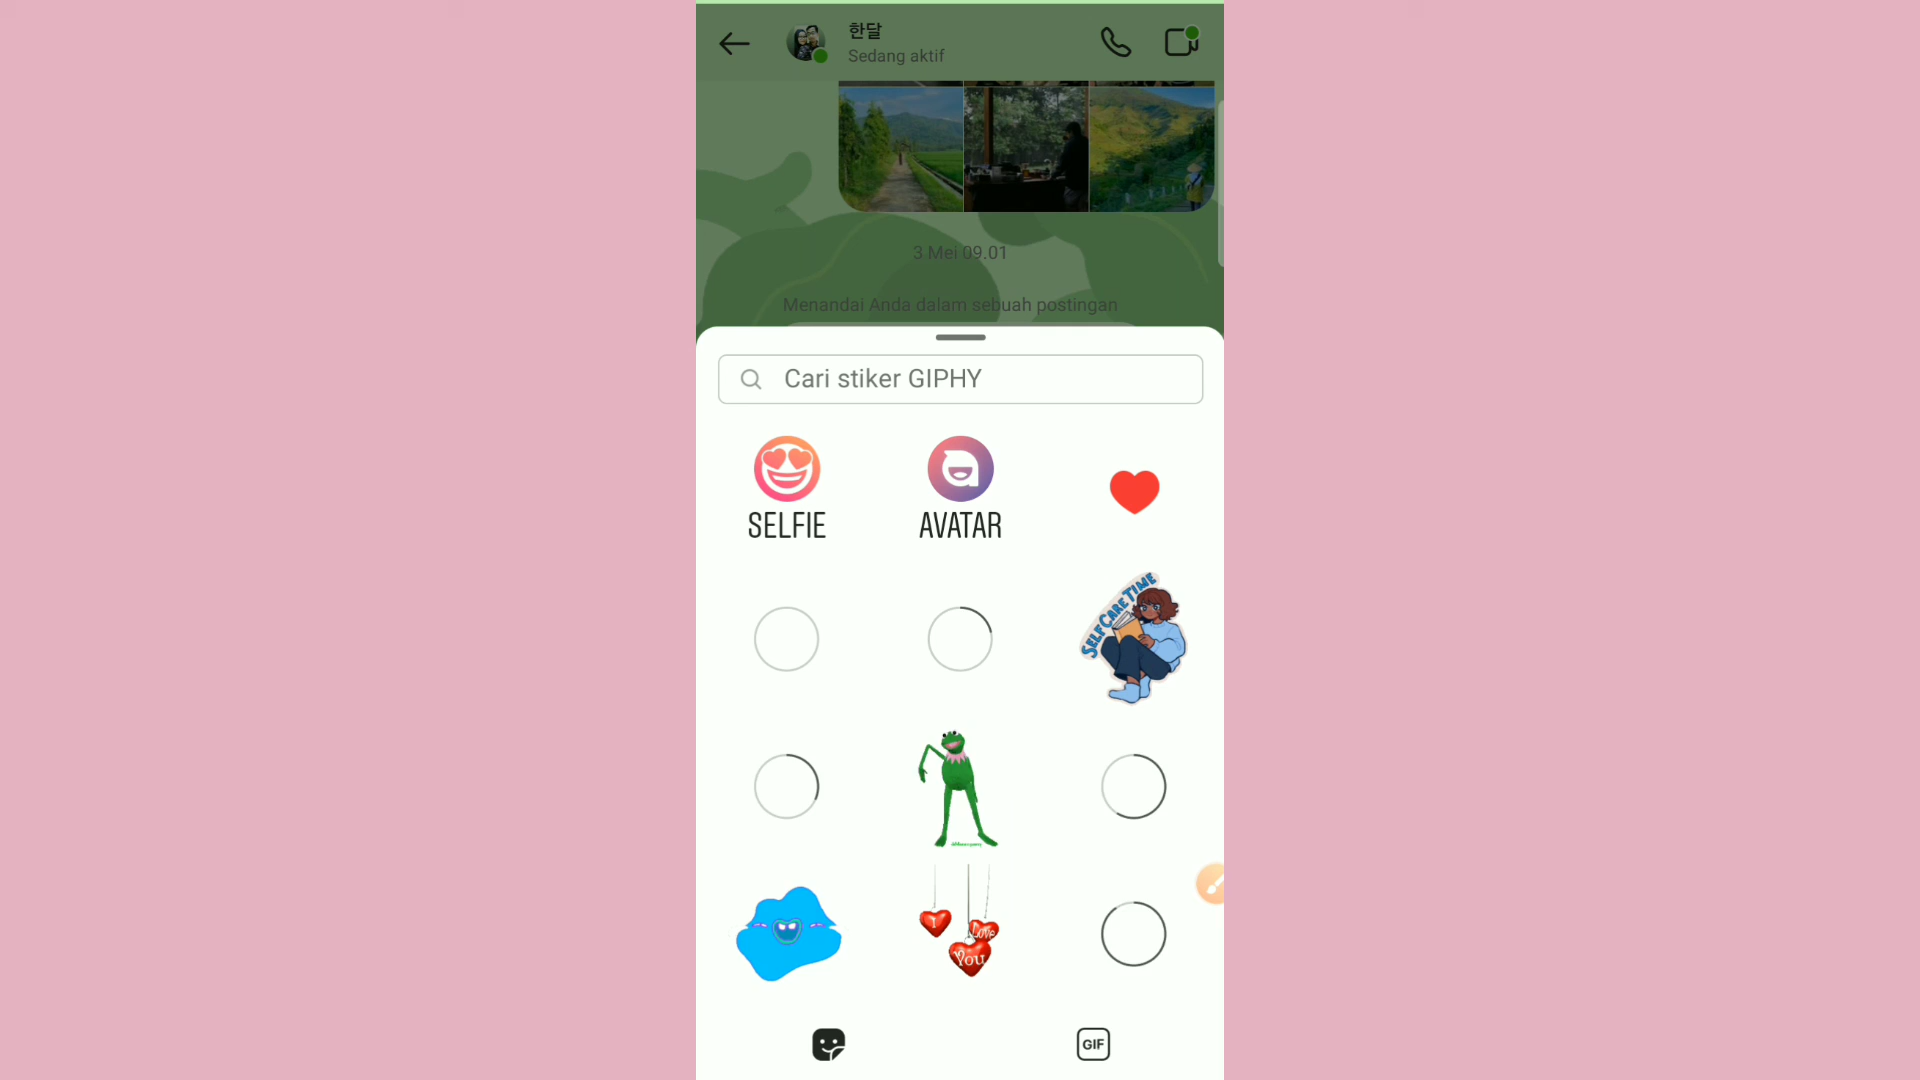 한달
Sedang aktif
3 Mei 09.01
Menandai Anda dalam sebuah postingan
Cari stiker GIPHY
SELFIE
AVATAR
SELF CARE TIME
I
Love
You
GIF